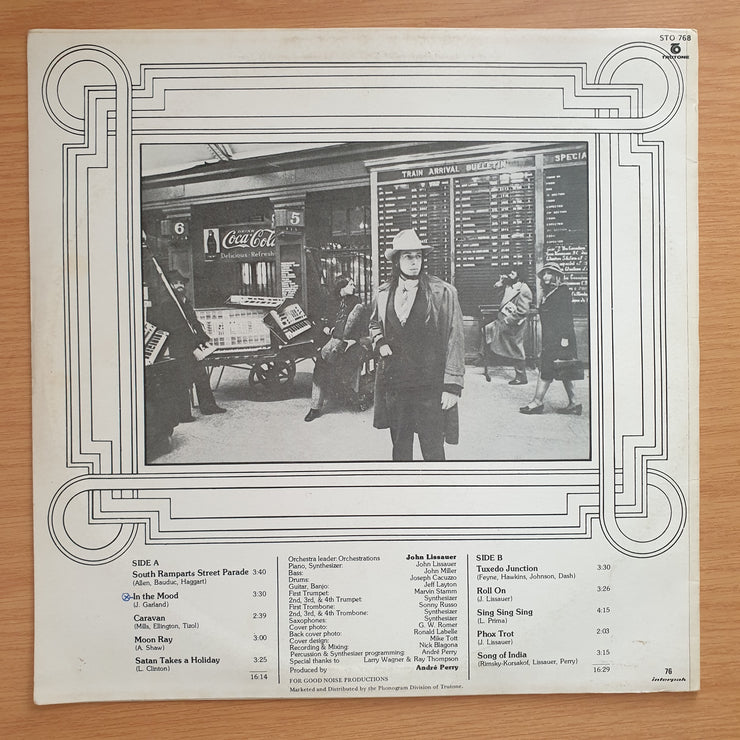 STO 768
TRUTONE
TRAIN ARRIVAL BULLETIN
SPECIA
6
5
DRINK
Coca-Cola
Delicious-Refresh
SIDE A
South Ramparts Street Parade 3:40
(Allen, Bauduc, Haggart)
In the Mood 3:30
(J. Garland)
Caravan 2:39
(Mills, Ellington, Tizol)
Moon Ray 3.00
(A. Shaw)
Satan Takes a Holiday 3:25
(L. Clinton)
16:14
Orchestra leader: Orchestrations John Lissauer
Piano, Synthesizer: John Lissauer
Bass: John Miller
Drums: Joseph Cacuzzo
Guitar, Banjo: Jeff Layton
First Trumpet: Marvin Stamm
2nd, 3rd, & 4th Trumpet: Synthesizer
First Trombone: Sonny Russo
2nd, 3rd, & 4th Trombone: Synthesizer
Saxophones: Synthesizer
Cover photo: G. W. Romer
Back cover photo: Ronald Labelle
Cover design: Mike Tott
Recording & Mixing: Nick Blagona
Percussion & Synthesizer programming: André Perry
Special thanks to Larry Wagner & Ray Thompson
Produced by André Perry
FOR GOOD NOISE PRODUCTIONS
Marketed and Distributed by the Phonogram Division of Trutone.
SIDE B
Tuxedo Junction 3:30
(Feyne, Hawkins, Johnson, Dash)
Roll On 3:26
(J. Lissauer)
Sing Sing Sing 4:15
(L. Prima)
Phox Trot 2:03
(J. Lissauer)
Song of India 3:15
(Rimsky-Korsakof, Lissauer, Perry)
16:29
76
interpak